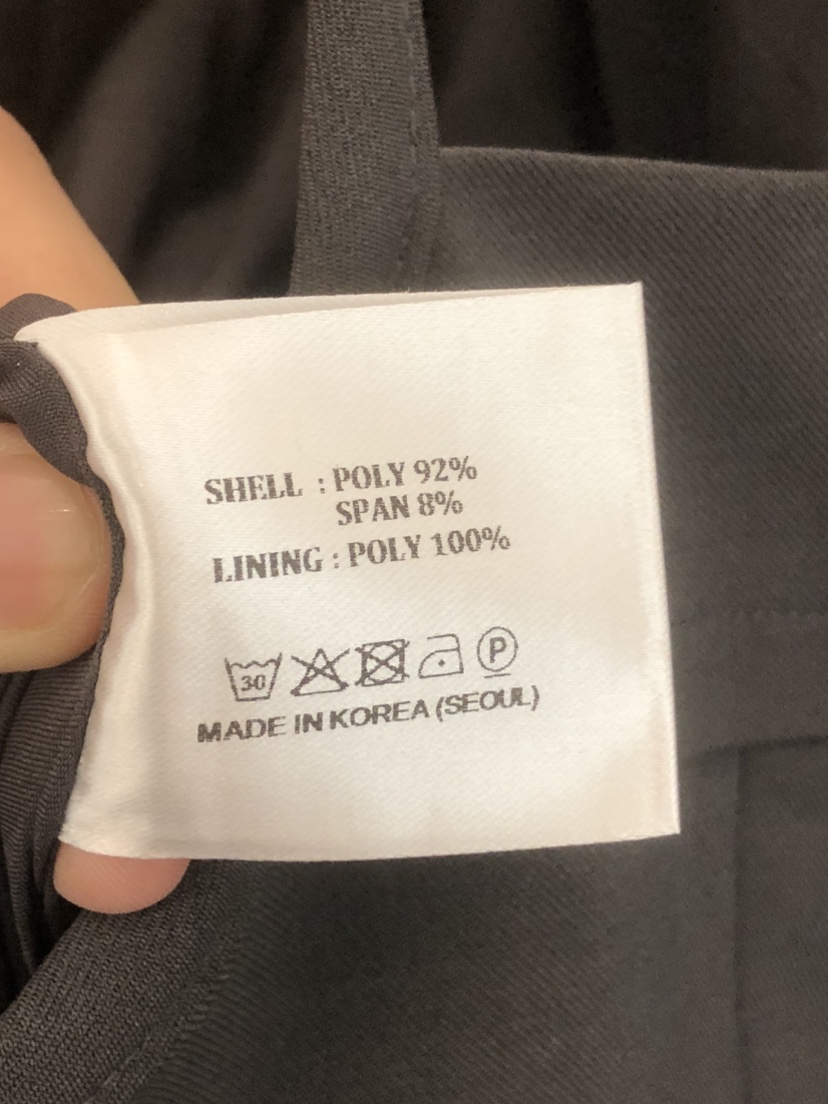 SHELL : POLY 92%
SPAN 8%
LINING : POLY 100%
30 P
MADE IN KOREA (SEOUL)